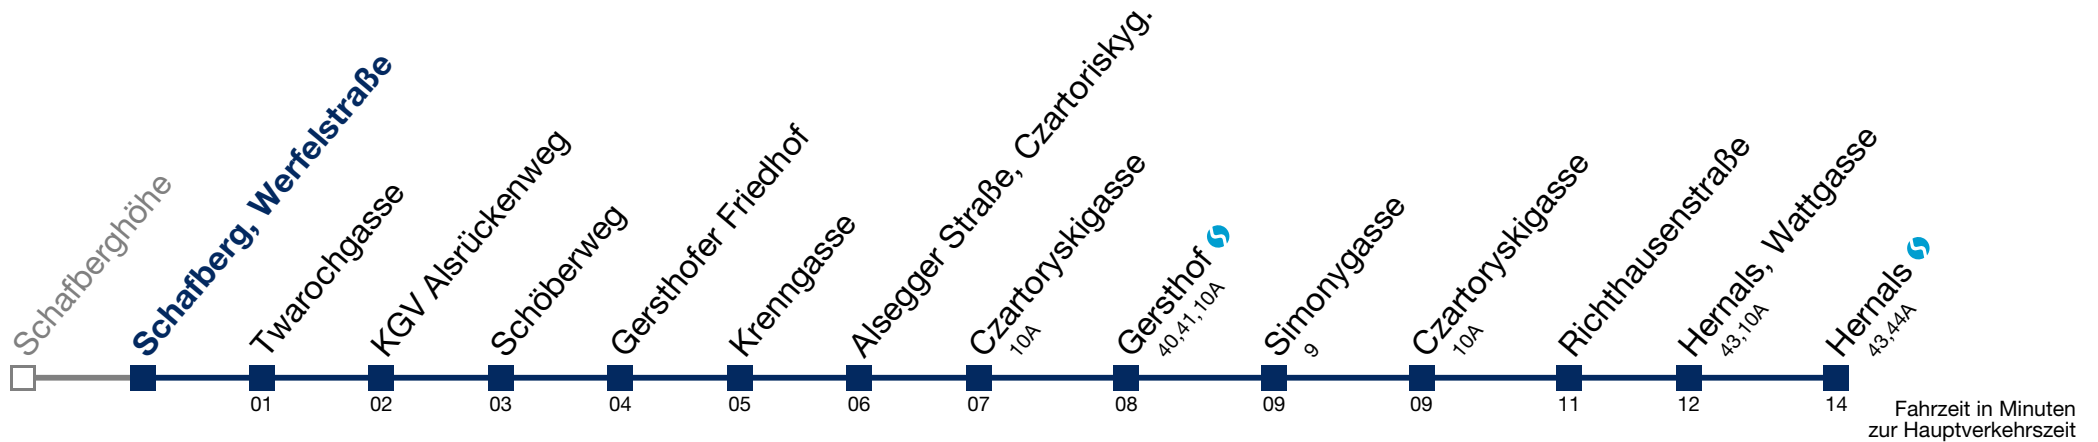 Schafberghöhe
Schafberg, Werfelstraße
Twarochgasse
01
KGV Alsrückenweg
02
Schöberweg
03
Gersthofer Friedhof
04
Krenngasse
05
Alsegger Straße, Czartoriskyg.
06
Czartoryskigasse
10A
07
Gersthof
40,41,10A
08
Simonygasse
9
09
Czartoryskigasse
10A
09
Richthausenstraße
11
Hernals, Wattgasse
43,10A
12
Hernals
43,44A
14
Fahrzeit in Minuten
zur Hauptverkehrszeit